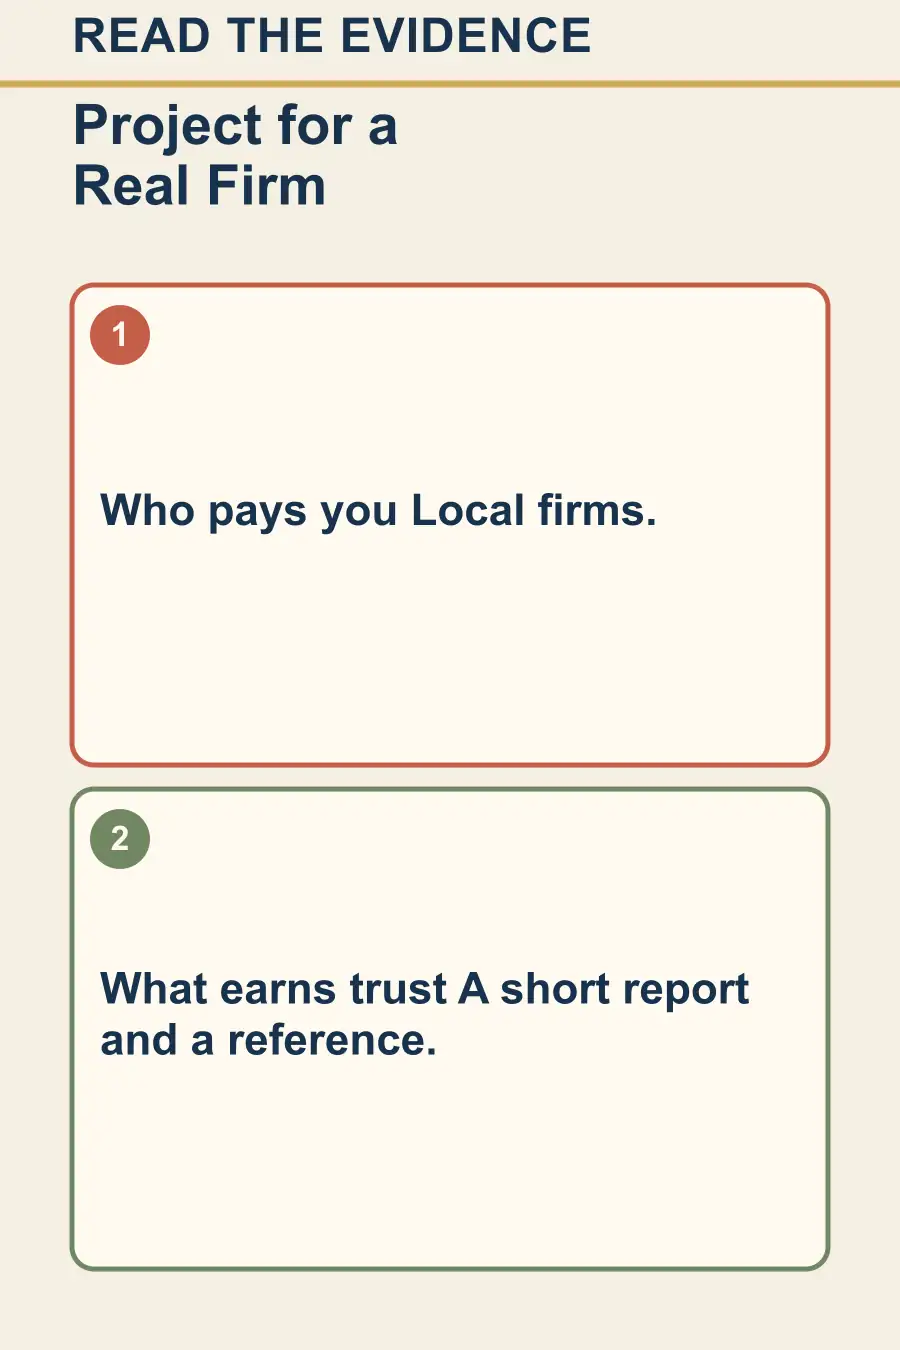 READ THE EVIDENCE
Project for a
Real Firm
1
Who pays you Local firms.
2
What earns trust A short report
and a reference.